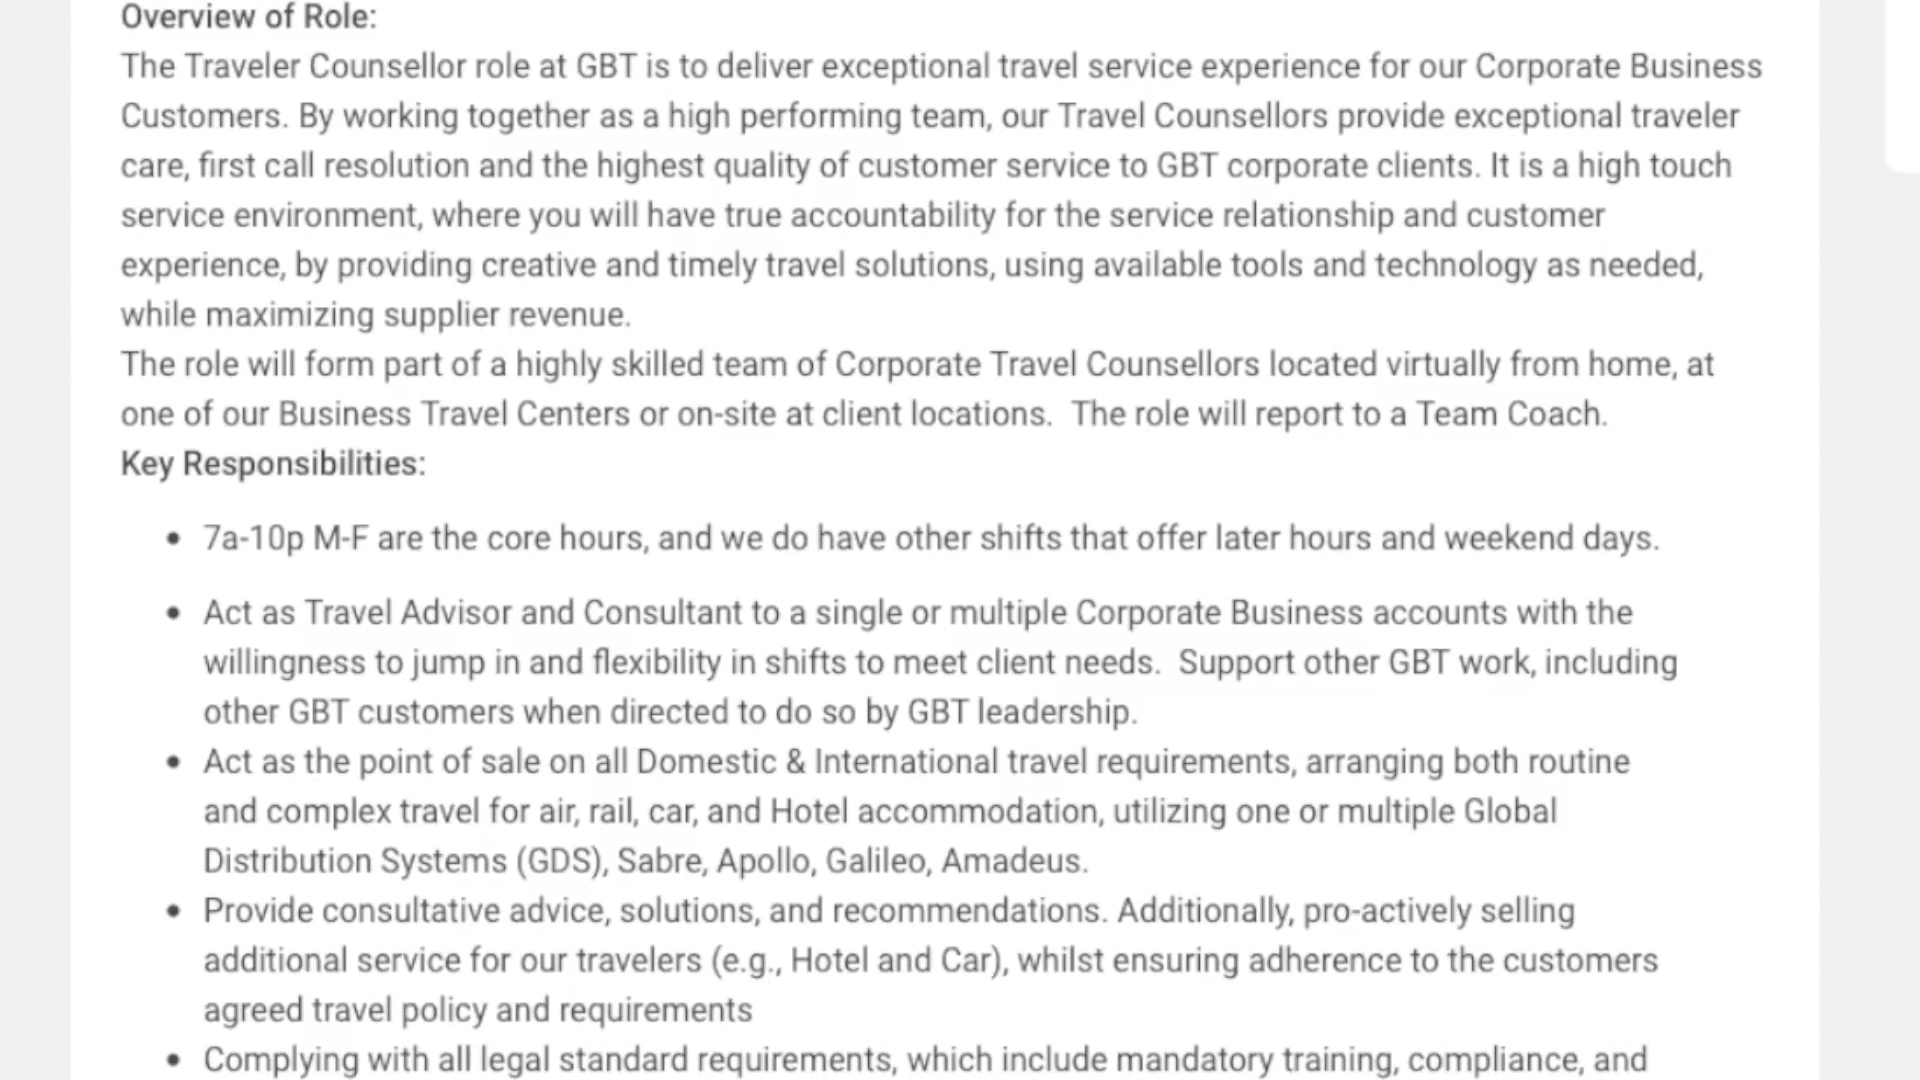 Overview of Role:
The Traveler Counsellor role at GBT is to deliver exceptional travel service experience for our Corporate Business
Customers. By working together as a high performing team, our Travel Counsellors provide exceptional traveler
care, first call resolution and the highest quality of customer service to GBT corporate clients. It is a high touch
service environment, where you will have true accountability for the service relationship and customer
experience, by providing creative and timely travel solutions, using available tools and technology as needed,
while maximizing supplier revenue.
The role will form part of a highly skilled team of Corporate Travel Counsellors located virtually from home, at
one of our Business Travel Centers or on-site at client locations.  The role will report to a Team Coach.
Key Responsibilities:
• 7a-10p M-F are the core hours, and we do have other shifts that offer later hours and weekend days.
• Act as Travel Advisor and Consultant to a single or multiple Corporate Business accounts with the
willingness to jump in and flexibility in shifts to meet client needs.  Support other GBT work, including
other GBT customers when directed to do so by GBT leadership.
• Act as the point of sale on all Domestic & International travel requirements, arranging both routine
and complex travel for air, rail, car, and Hotel accommodation, utilizing one or multiple Global
Distribution Systems (GDS), Sabre, Apollo, Galileo, Amadeus.
• Provide consultative advice, solutions, and recommendations. Additionally, pro-actively selling
additional service for our travelers (e.g., Hotel and Car), whilst ensuring adherence to the customers
agreed travel policy and requirements
• Complying with all legal standard requirements, which include mandatory training, compliance, and